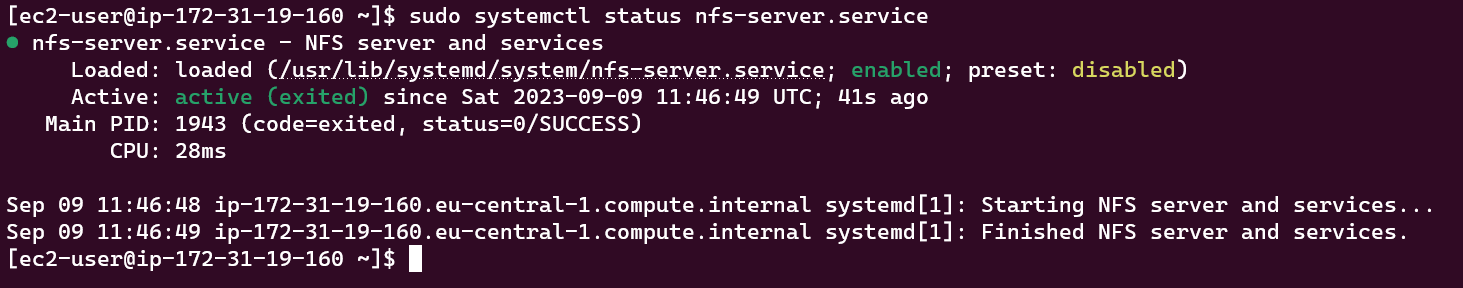 [ec2-user@ip-172-31-19-160 ~]$ sudo systemctl status nfs-server.service
● nfs-server.service - NFS server and services
     Loaded: loaded (/usr/lib/systemd/system/nfs-server.service; enabled; preset: disabled)
     Active: active (exited) since Sat 2023-09-09 11:46:49 UTC; 41s ago
   Main PID: 1943 (code=exited, status=0/SUCCESS)
        CPU: 28ms

Sep 09 11:46:48 ip-172-31-19-160.eu-central-1.compute.internal systemd[1]: Starting NFS server and services...
Sep 09 11:46:49 ip-172-31-19-160.eu-central-1.compute.internal systemd[1]: Finished NFS server and services.
[ec2-user@ip-172-31-19-160 ~]$